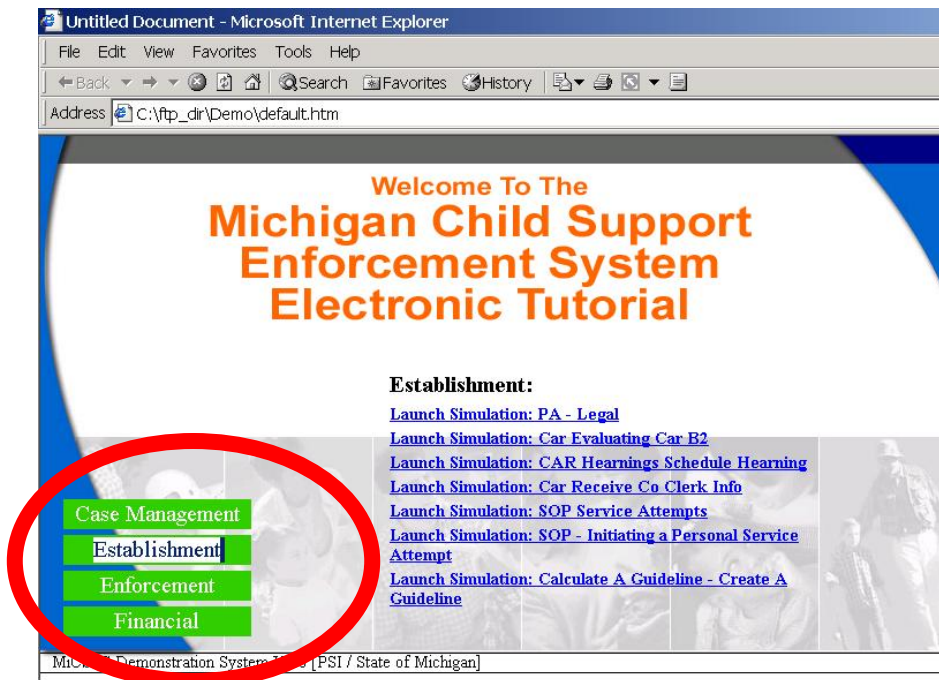 Untitled Document - Microsoft Internet Explorer
File Edit View Favorites Tools Help
Back Search Favorites History
Address C:\ftp_dir\Demo\default.htm
Welcome To The
Michigan Child Support
Enforcement System
Electronic Tutorial
Establishment:
Launch Simulation: PA - Legal
Launch Simulation: Car Evaluating Car B2
Launch Simulation: CAR Hearnings Schedule Hearning
Launch Simulation: Car Receive Co Clerk Info
Launch Simulation: SOP Service Attempts
Launch Simulation: SOP - Initiating a Personal Service
Attempt
Launch Simulation: Calculate A Guideline - Create A
Guideline
Case Management
Establishment
Enforcement
Financial
Demonstration System [PSI / State of Michigan]